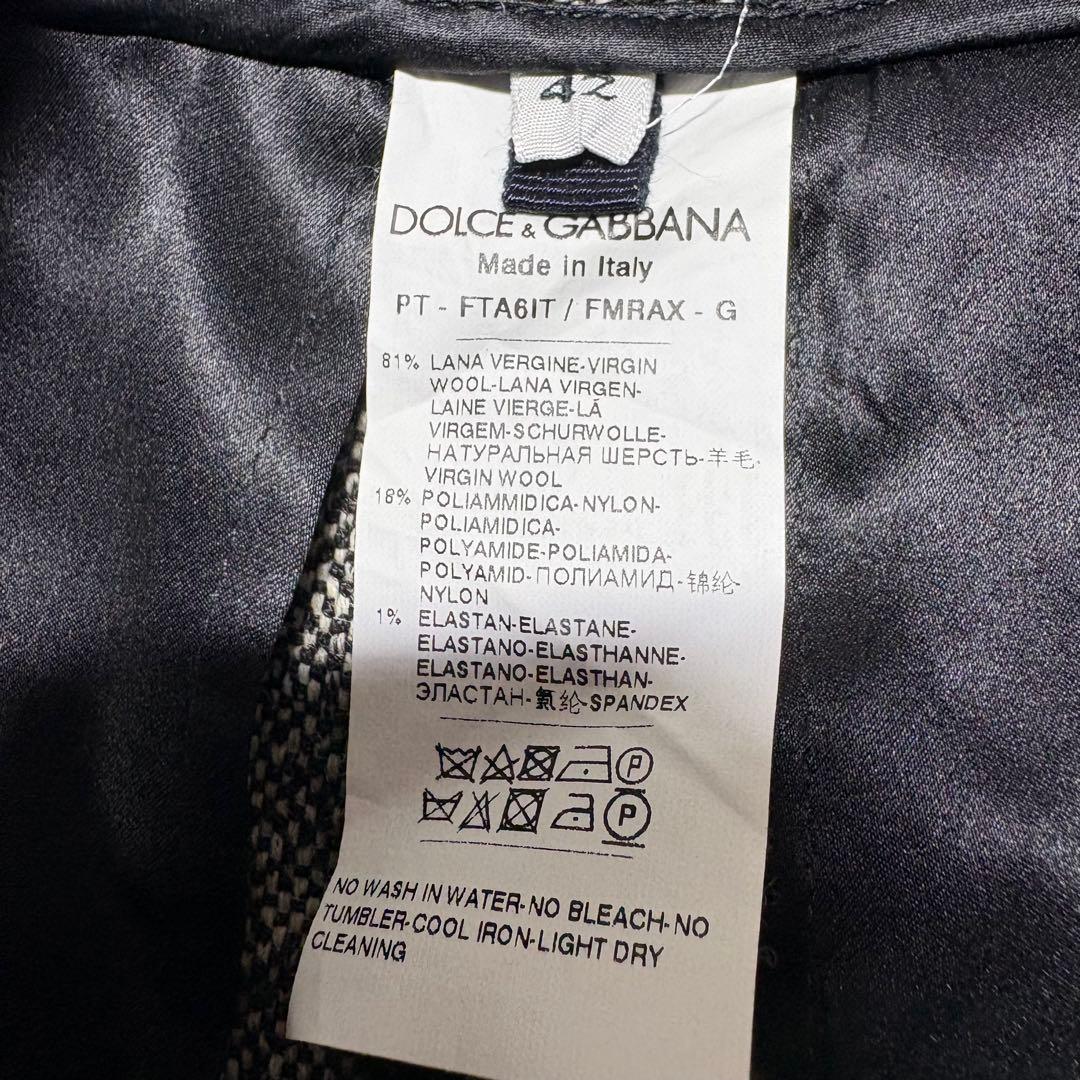 42
DOLCE & GABBANA
Made in Italy
PT - FTA6IT / FMRAX - G
81% LANA VERGINE-VIRGIN
WOOL-LANA VIRGEN-
LAINE VIERGE-LÃ
VIRGEM-SCHURWOLLE-
НАТУРАЛЬНАЯ ШЕРСТЬ-羊毛-
VIRGIN WOOL
18% POLIAMMIDICA-NYLON-
POLIAMIDICA-
POLYAMIDE-POLIAMIDA-
POLYAMID-ПОЛИАМИД-锦纶-
NYLON
1% ELASTAN-ELASTANE-
ELASTANO-ELASTHANNE-
ELASTANO-ELASTHAN-
ЭЛАСТАН-氨纶-SPANDEX
P
P
NO WASH IN WATER-NO BLEACH-NO
TUMBLER-COOL IRON-LIGHT DRY
CLEANING